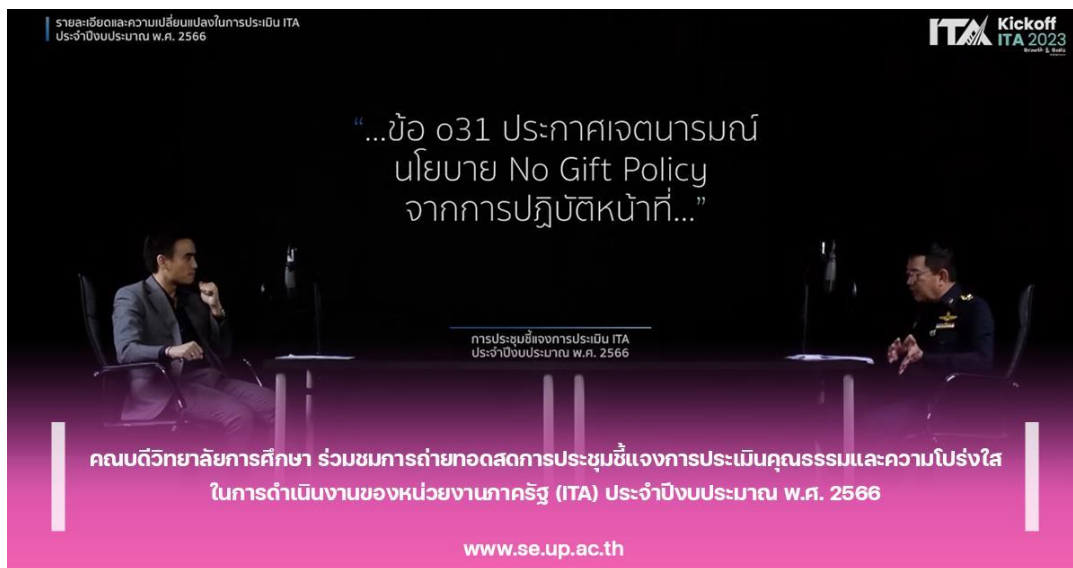 รายละเอียดและความเปลี่ยนแปลงในการประเมิน ITA
ประจำปีงบประมาณ พ.ศ. 2566
ITA Kickoff
ITA 2023
“...ข้อ o31 ประกาศเจตนารมณ์
นโยบาย No Gift Policy
จากการปฏิบัติหน้าที่...”
การประชุมชี้แจงการประเมิน ITA
ประจำปีงบประมาณ พ.ศ. 2566
คณบดีวิทยาลัยการศึกษา ร่วมชมการถ่ายทอดสดการประชุมชี้แจงการประเมินคุณธรรมและความโปร่งใส
ในการดำเนินงานของหน่วยงานภาครัฐ (ITA) ประจำปีงบประมาณ พ.ศ. 2566
www.se.up.ac.th